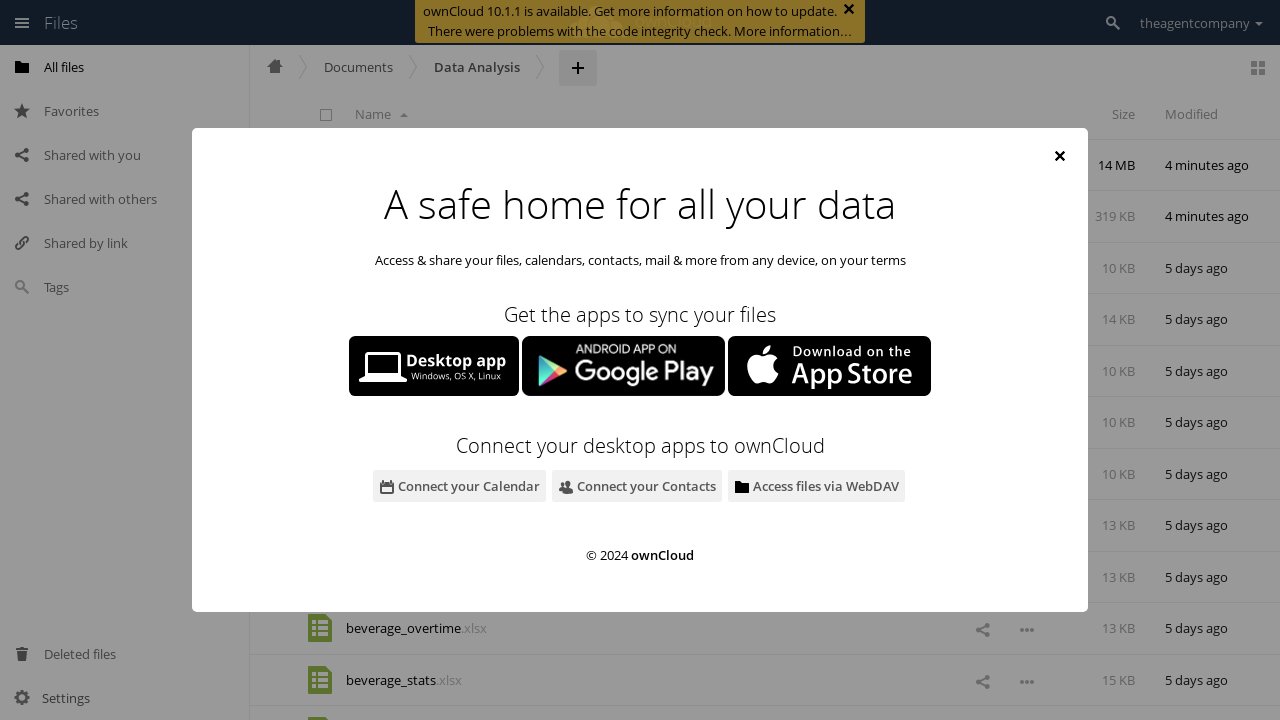 Files
ownCloud 10.1.1 is available. Get more information on how to update.
There were problems with the code integrity check. More information…
theagentcompany
All files
Documents
Data Analysis
Favorites
Name
Size
Modified
Shared with you
14 MB
4 minutes ago
Shared with others
319 KB
4 minutes ago
Shared by link
10 KB
5 days ago
Tags
14 KB
5 days ago
10 KB
5 days ago
10 KB
5 days ago
10 KB
5 days ago
13 KB
5 days ago
13 KB
5 days ago
A safe home for all your data
Access & share your files, calendars, contacts, mail & more from any device, on your terms
Get the apps to sync your files
Desktop app
Windows, OS X, Linux
ANDROID APP ON
Google Play
Download on the
App Store
Connect your desktop apps to ownCloud
Connect your Calendar
Connect your Contacts
Access files via WebDAV
© 2024 ownCloud
beverage_overtime.xlsx
13 KB
5 days ago
Deleted files
beverage_stats.xlsx
15 KB
5 days ago
Settings